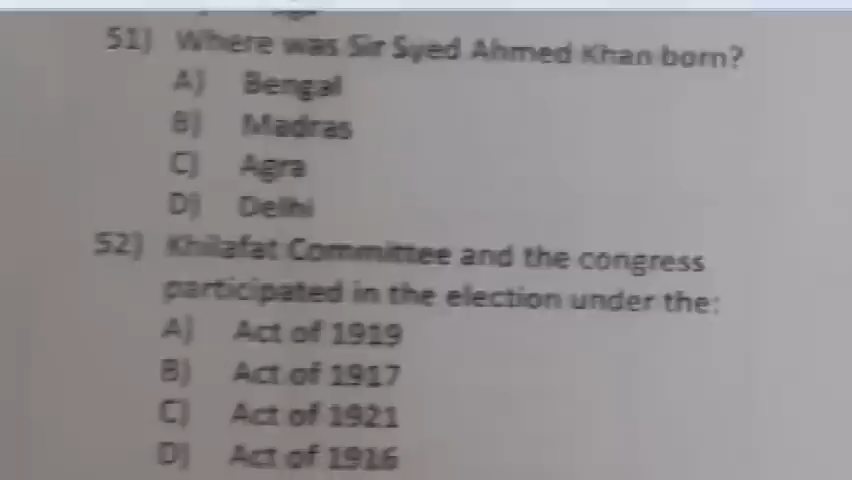 51) Where was Sir Syed Ahmed Khan born?
A) Bengal
B) Madras
C) Agra
D) Delhi
52) Khilafat Committee and the congress
participated in the election under the:
A) Act of 1919
B) Act of 1917
C) Act of 1921
D) Act of 1916